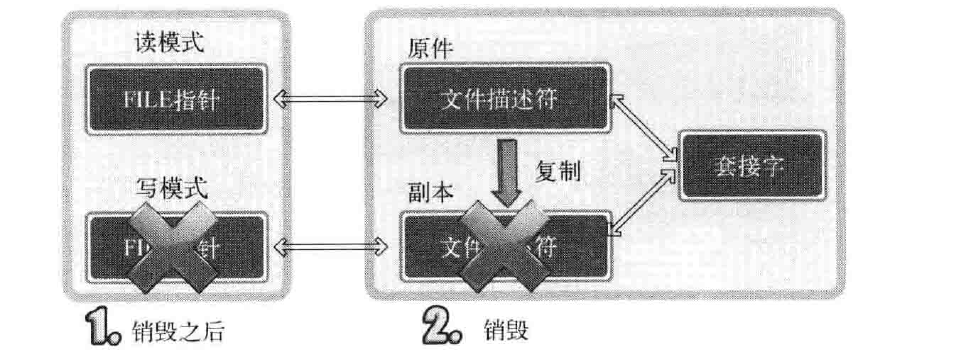 读模式
FILE指针
写模式
FI 针
1. 销毁之后
原件
文件描述符
复制
副本
文件 符
套接字
2. 销毁